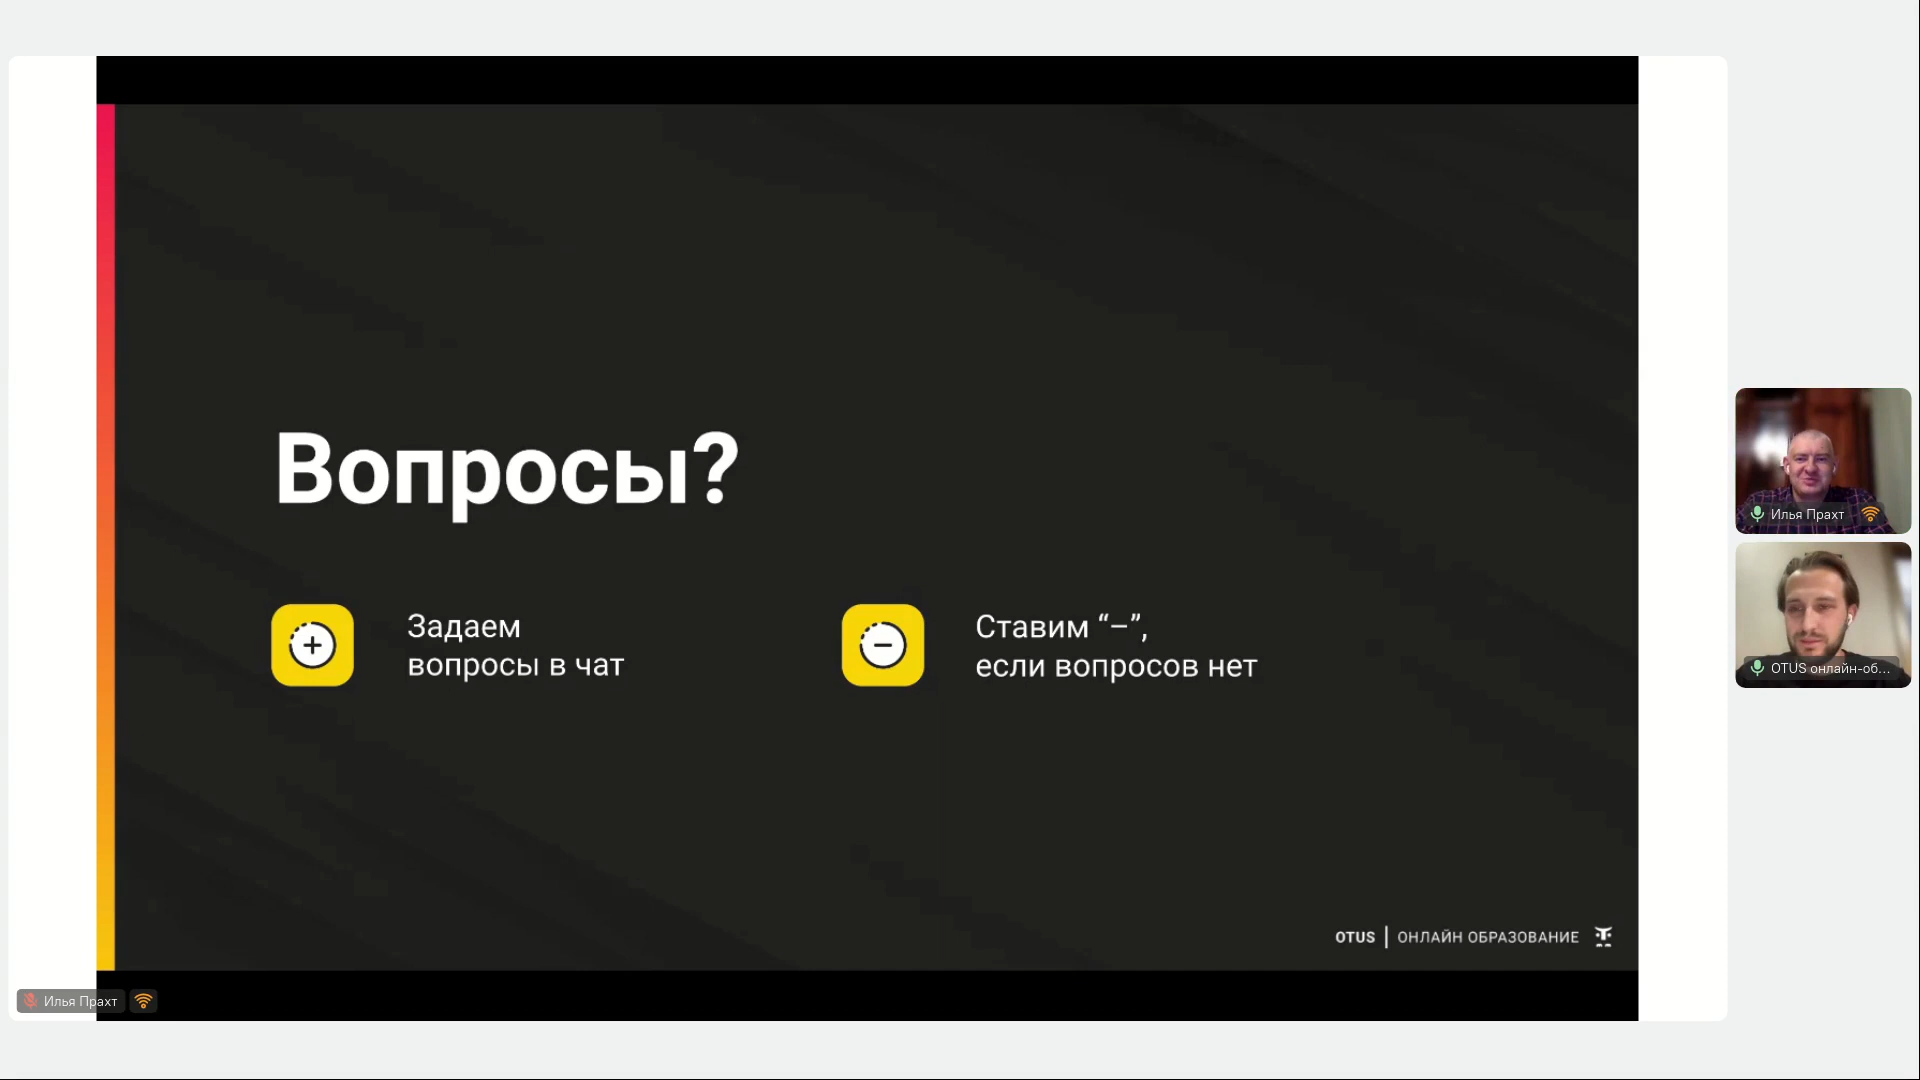 Вопросы?
Задаем
вопросы в чат
Ставим “–”,
если вопросов нет
OTUS | ОНЛАЙН ОБРАЗОВАНИЕ
Илья Прахт
Илья Прахт
OTUS онлайн-об...